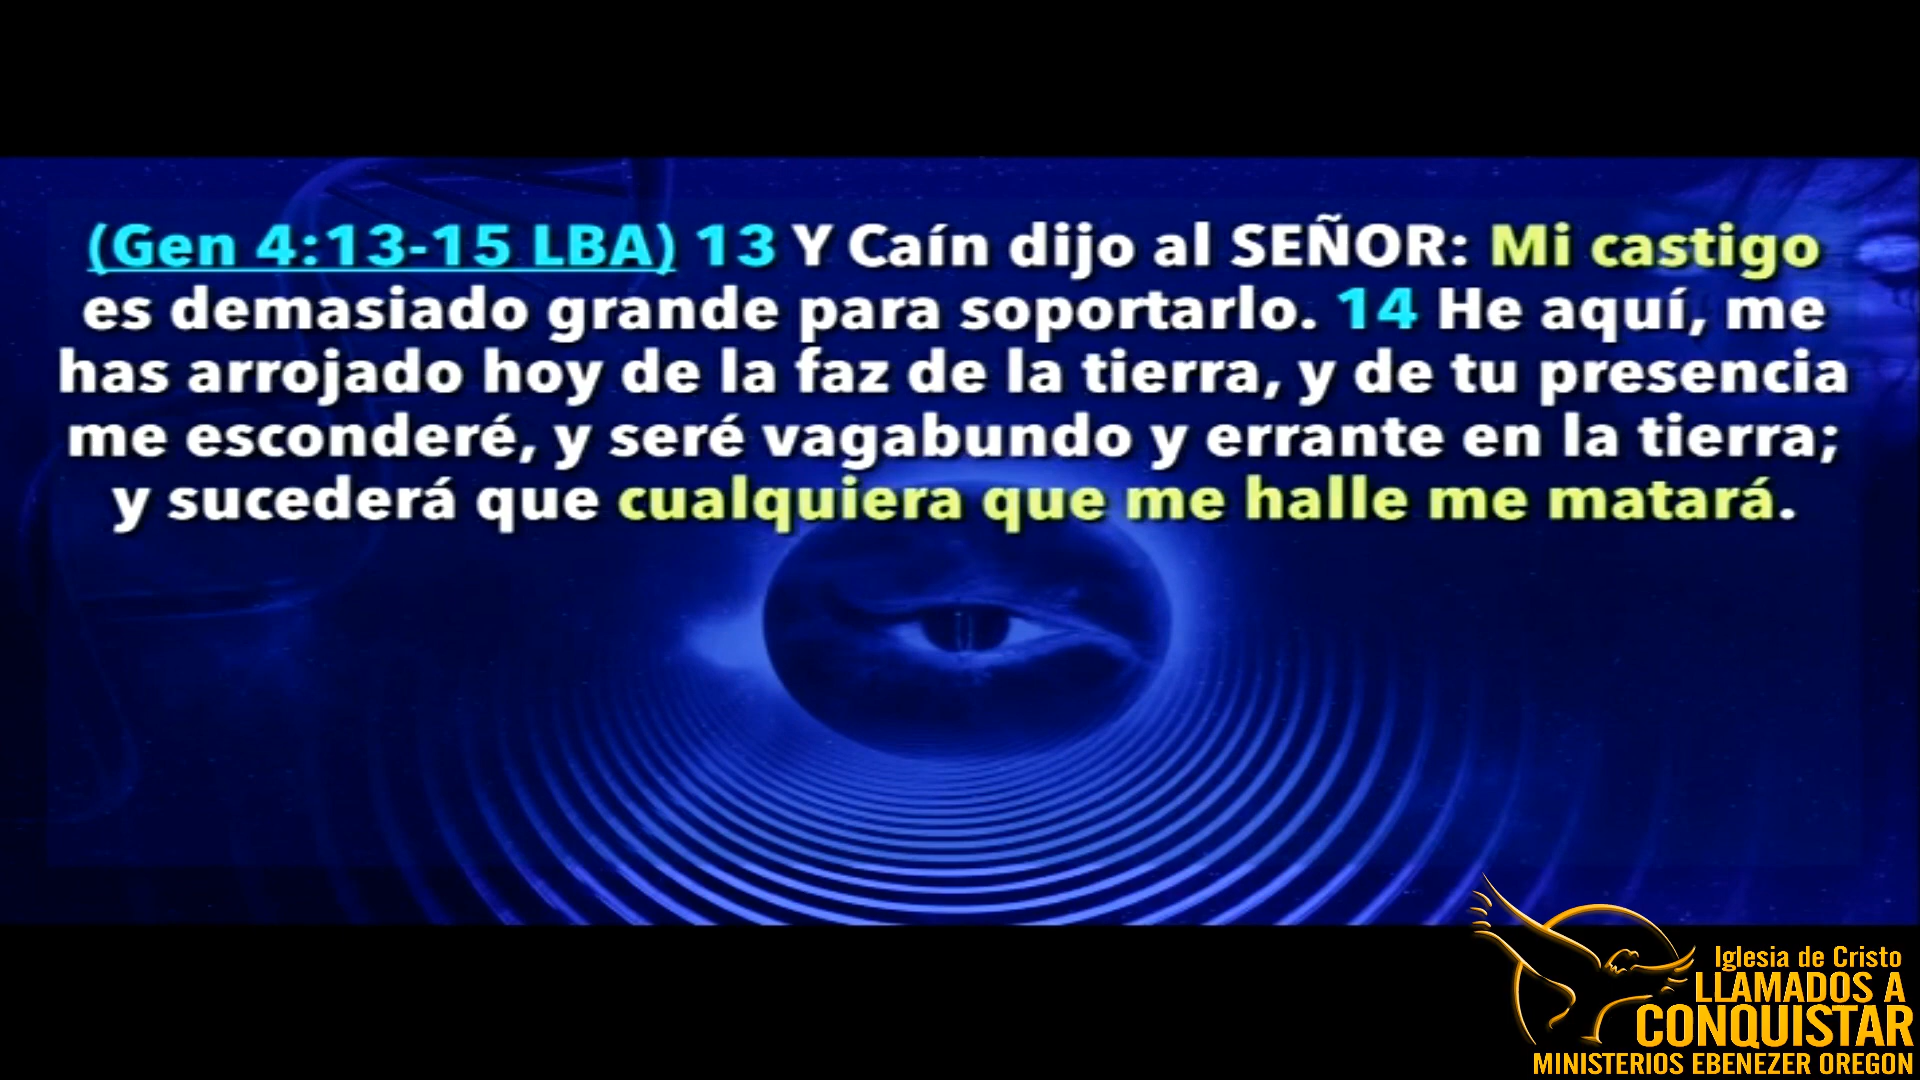 (Gen 4:13-15 LBA) 13 Y Caín dijo al SEÑOR: Mi castigo
es demasiado grande para soportarlo. 14 He aquí, me
has arrojado hoy de la faz de la tierra, y de tu presencia
me esconderé, y seré vagabundo y errante en la tierra;
y sucederá que cualquiera que me halle me matará.
Iglesia de Cristo
LLAMADOS A
CONQUISTAR
MINISTERIOS EBENEZER OREGON